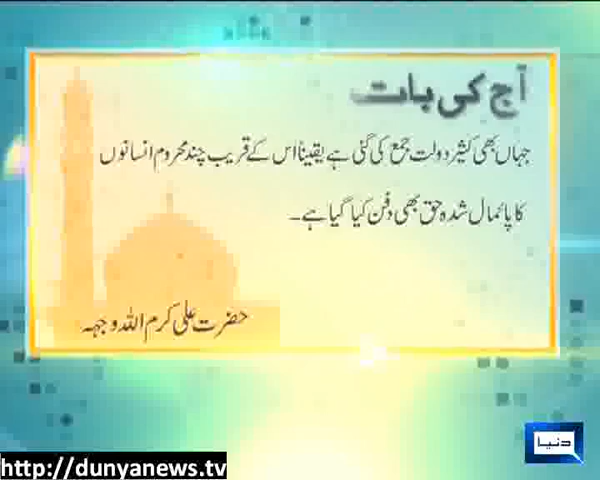 آج کی بات
جہاں بھی کثیر دولت جمع کی گئی ہے یقیناً اس کے قریب چند محروم انسانوں
کا پائمال شدہ حق بھی دفن کیا گیا ہے۔
حضرت علی کرم اللہ وجہہ
دنیا
http://dunyanews.tv